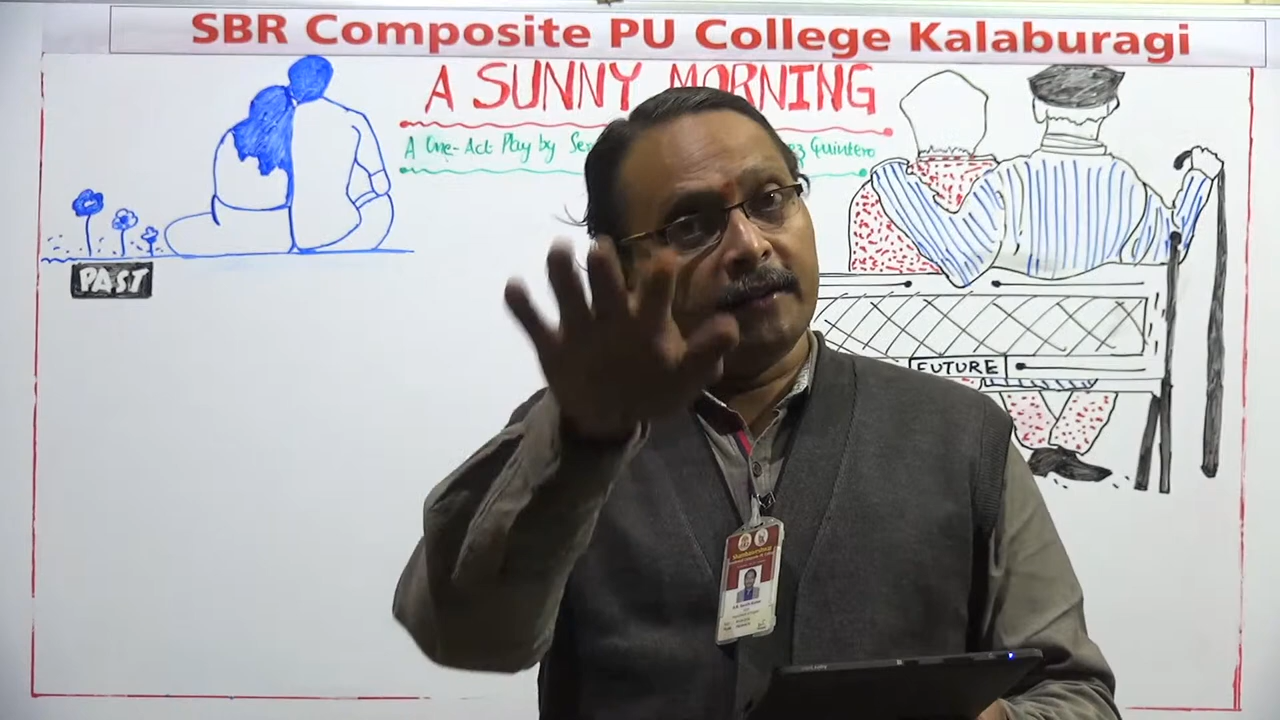 SBR Composite PU College Kalaburagi
A SUNNY MORNING
A One-Act Play by Quintero
PAST
FUTURE